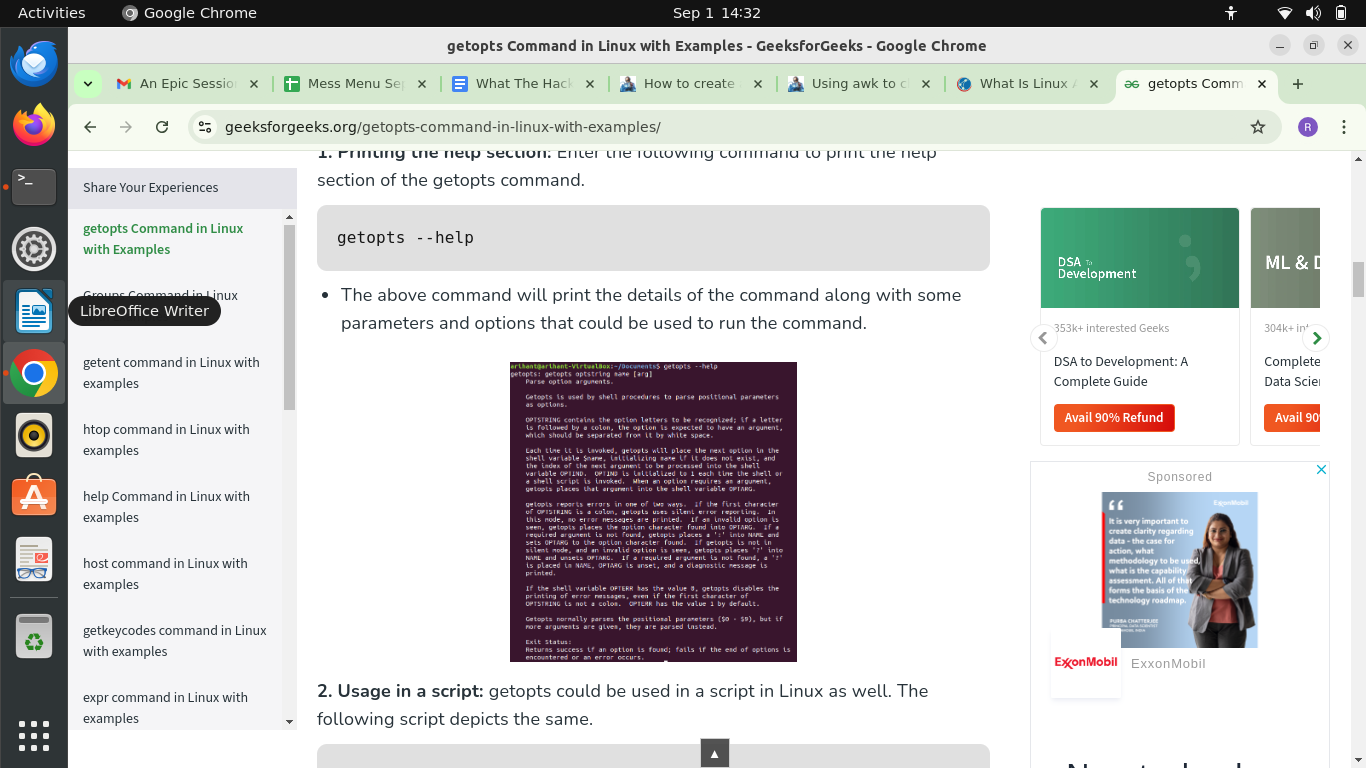 Activities
Google Chrome
Sep 1 14:32
getopts Command in Linux with Examples - GeeksforGeeks - Google Chrome
An Epic Session
Mess Menu Sep
What The Hack
How to create
Using awk to c
What Is Linux A
getopts Comm
geeksforgeeks.org/getopts-command-in-linux-with-examples/
R
Share Your Experiences
getopts Command in Linux
with Examples
Groups Command in Linux
LibreOffice Writer
getent command in Linux with
examples
htop command in Linux with
examples
help Command in Linux with
examples
host command in Linux with
examples
getkeycodes command in Linux
with examples
expr command in Linux with
examples
1. Printing the help section: Enter the following command to print the help
section of the getopts command.
getopts --help
• The above command will print the details of the command along with some
parameters and options that could be used to run the command.
arihant@arihant-VirtualBox:~/Documents$ getopts --help
getopts: getopts optstring name [arg]
Parse option arguments.
Getopts is used by shell procedures to parse positional parameters
as options.
OPTSTRING contains the option letters to be recognized; if a letter
is followed by a colon, the option is expected to have an argument,
which should be separated from it by white space.
Each time it is invoked, getopts will place the next option in the
shell variable $name, initializing name if it does not exist, and
the index of the next argument to be processed into the shell
variable OPTIND. OPTIND is initialized to 1 each time the shell or
a shell script is invoked. When an option requires an argument,
getopts places that argument into the shell variable OPTARG.
getopts reports errors in one of two ways. If the first character
of OPTSTRING is a colon, getopts uses silent error reporting. In
this mode, no error messages are printed. If an invalid option is
seen, getopts places the option character found into OPTARG. If a
required argument is not found, getopts places a ':' into NAME and
sets OPTARG to the option character found. If getopts is not in
silent mode, and an invalid option is seen, getopts places '?' into
NAME and unsets OPTARG. If a required argument is not found, a '?'
is placed in NAME, OPTARG is unset, and a diagnostic message is
printed.
If the shell variable OPTERR has the value 0, getopts disables the
printing of error messages, even if the first character of
OPTSTRING is not a colon. OPTERR has the value 1 by default.
Getopts normally parses the positional parameters ($0 - $9), but if
more arguments are given, they are parsed instead.
Exit Status:
Returns success if an option is found; fails if the end of options is
encountered or an error occurs.
2. Usage in a script: getopts could be used in a script in Linux as well. The
following script depicts the same.
DSA To
Development
353k+ interested Geeks
DSA to Development: A
Complete Guide
Avail 90% Refund
ML & D
304k+ int
Complete
Data Scien
Avail 90
Sponsored
ExxonMobil
It is very important to
create clarity regarding
data - the case for
action, what
methodology to be used,
what is the capability
assessment. All of that
forms the basis of the
technology roadmap.
PURBA CHATTERJEE
ExxonMobil
ExxonMobil